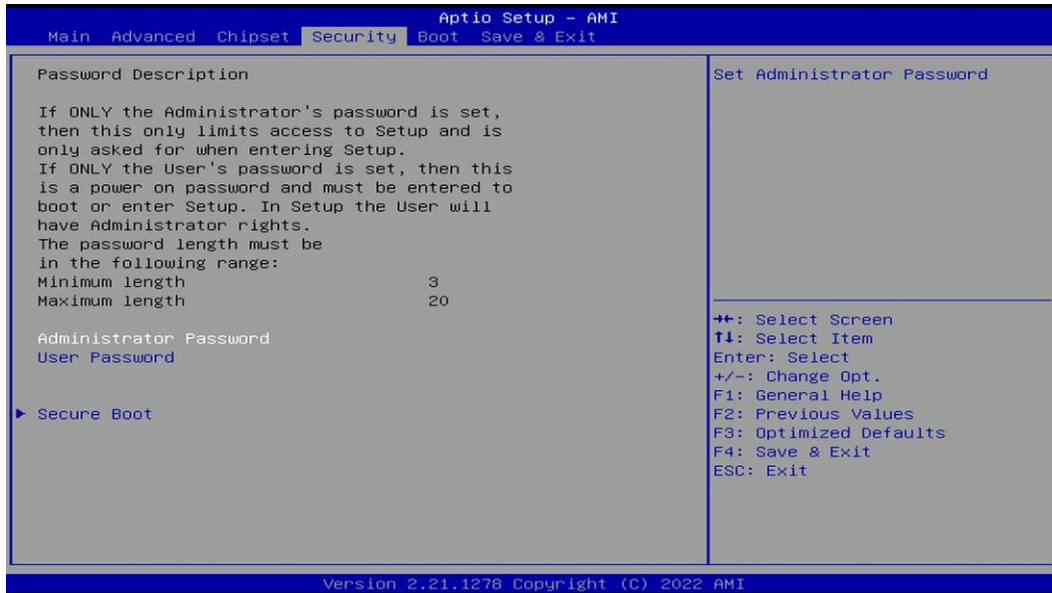 Aptio Setup – AMI
Main Advanced Chipset Security Boot Save & Exit
Password Description
If ONLY the Administrator's password is set,
then this only limits access to Setup and is
only asked for when entering Setup.
If ONLY the User's password is set, then this
is a power on password and must be entered to
boot or enter Setup. In Setup the User will
have Administrator rights.
The password length must be
in the following range:
Minimum length 3
Maximum length 20
Administrator Password
User Password
▶ Secure Boot
Set Administrator Password
→←: Select Screen
↑↓: Select Item
Enter: Select
+/-: Change Opt.
F1: General Help
F2: Previous Values
F3: Optimized Defaults
F4: Save & Exit
ESC: Exit
Version 2.21.1278 Copyright (C) 2022 AMI